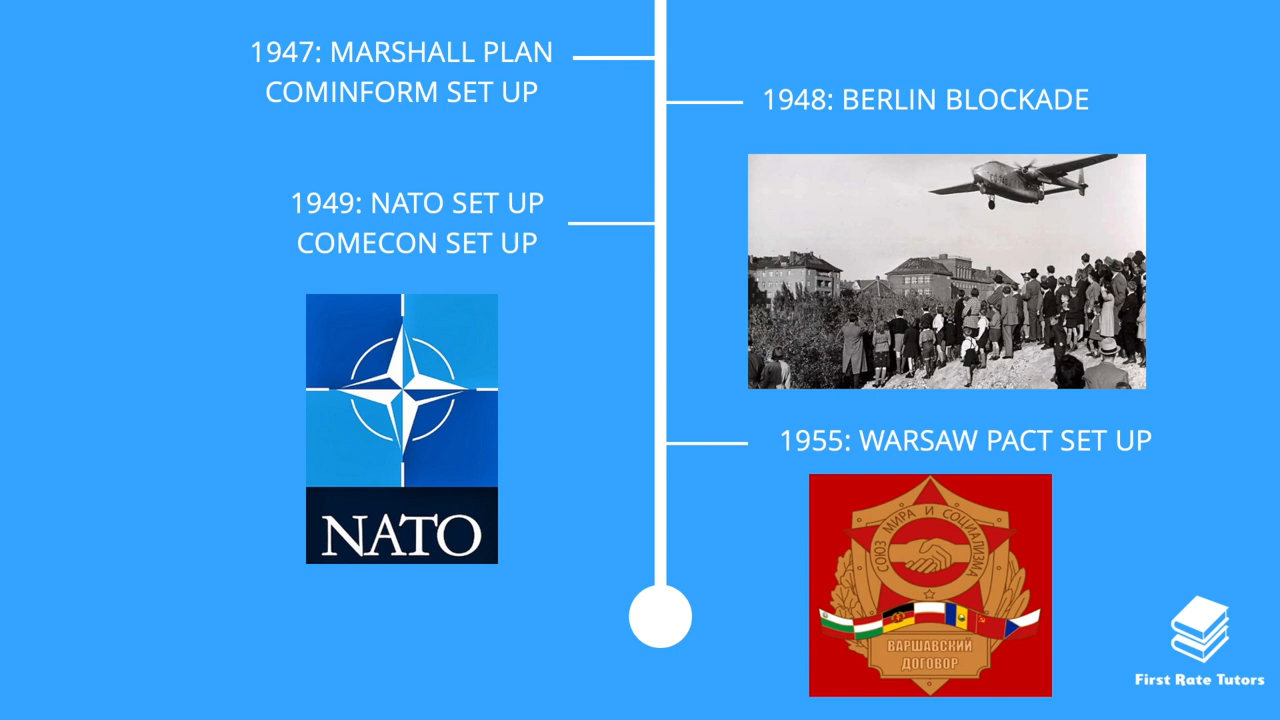 1947: MARSHALL PLAN
COMINFORM SET UP
1948: BERLIN BLOCKADE
1949: NATO SET UP
COMECON SET UP
NATO
1955: WARSAW PACT SET UP
СОЮЗ МИРА И СОЦИАЛИЗМА
ВАРШАВСКИЙ
ДОГОВОР
First Rate Tutors